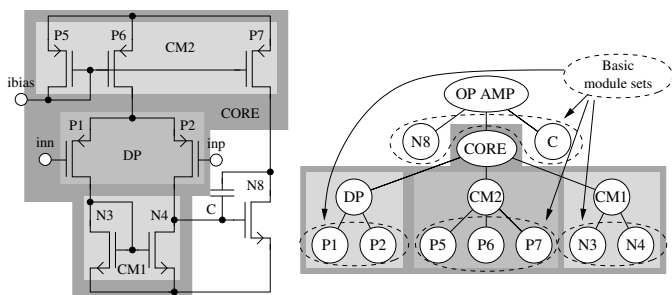 P5
P6
CM2
P7
ibias
CORE
P1
P2
inn
DP
inp
N3
N4
C
N8
CM1
Basic
module sets
OP AMP
N8
C
CORE
DP
CM2
CM1
P1
P2
P5
P6
P7
N3
N4